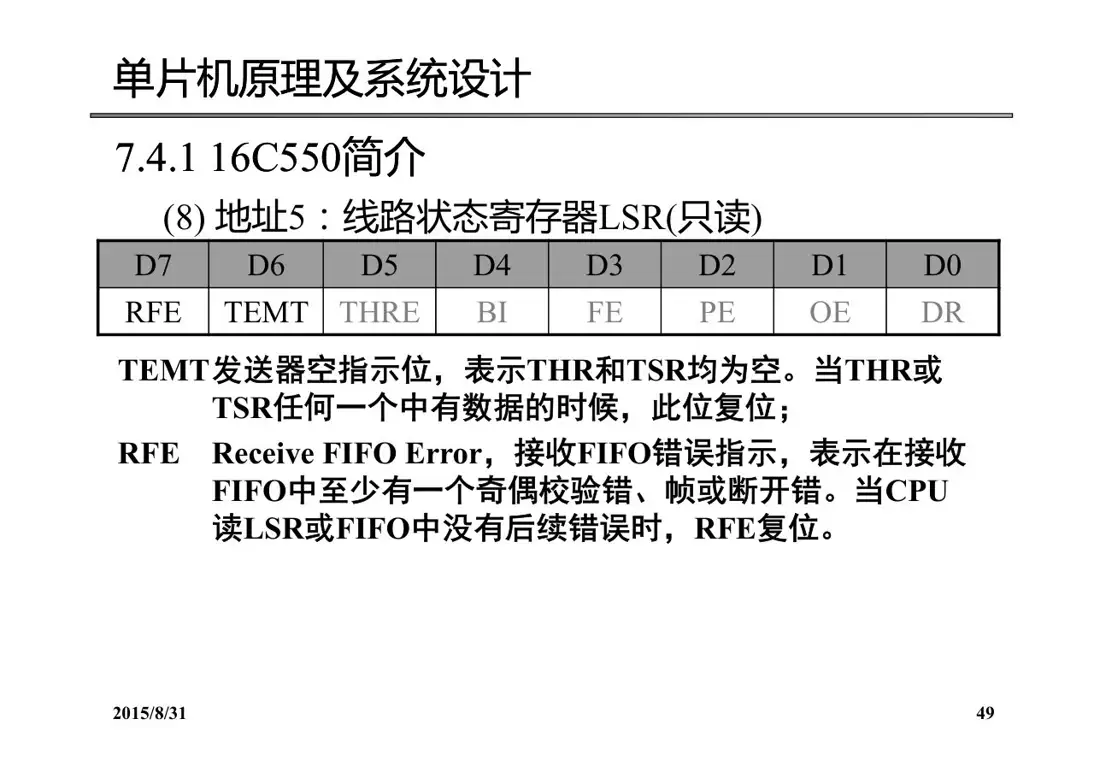 单片机原理及系统设计
7.4.1 16C550简介
(8) 地址5：线路状态寄存器LSR(只读)
D7 D6 D5 D4 D3 D2 D1 D0
RFE TEMT THRE BI FE PE OE DR
TEMT发送器空指示位，表示THR和TSR均为空。当THR或
TSR任何一个中有数据的时候，此位复位；
RFE Receive FIFO Error，接收FIFO错误指示，表示在接收
FIFO中至少有一个奇偶校验错、帧或断开错。当CPU
读LSR或FIFO中没有后续错误时，RFE复位。
2015/8/31 49